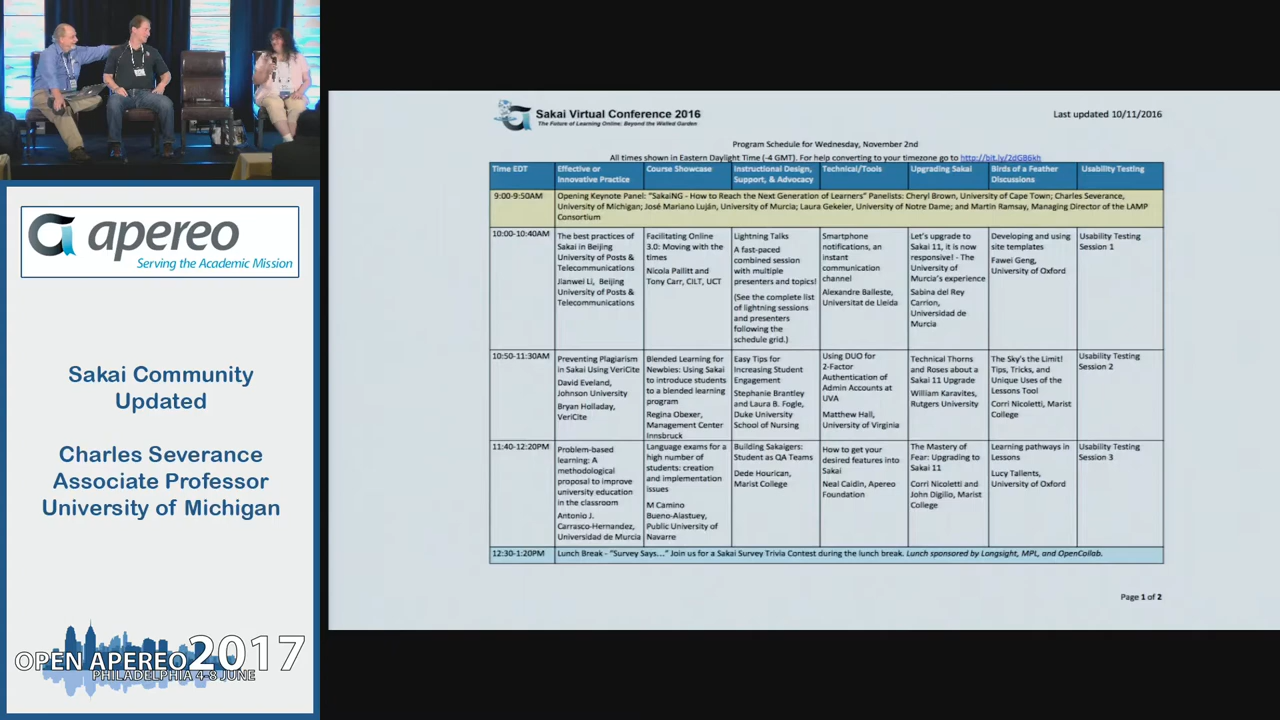 apereo
Serving the Academic Mission
Sakai Community
Updated
Charles Severance
Associate Professor
University of Michigan
OPEN APEREO 2017
PHILADELPHIA 4-8 JUNE
Sakai Virtual Conference 2016
The Future of Learning Online: Beyond the Walled Garden
Last updated 10/11/2016
Program Schedule for Wednesday, November 2nd
All times shown in Eastern Daylight Time (-4 GMT). For help converting to your timezone go to http://bit.ly/2dGB6kh
Time EDT
Effective or
Innovative Practice
Course Showcase
Instructional Design,
Support, & Advocacy
Technical/Tools
Upgrading Sakai
Birds of a Feather
Discussions
Usability Testing
9:00-9:50AM
Opening Keynote Panel: "SakaiNG - How to Reach the Next Generation of Learners" Panelists: Cheryl Brown, University of Cape Town; Charles Severance,
University of Michigan; José Mariano Luján, University of Murcia; Laura Gekeler, University of Notre Dame; and Martin Ramsay, Managing Director of the LAMP
Consortium
10:00-10:40AM
The best practices of
Sakai in Beijing
University of Posts &
Telecommunications
Jianwei Li, Beijing
University of Posts &
Telecommunications
Facilitating Online
3.0: Moving with the
times
Nicola Pallitt and
Tony Carr, CILT, UCT
Lightning Talks
A fast-paced
combined session
with multiple
presenters and topics!
(See the complete list
of lightning sessions
and presenters
following the
schedule grid.)
Smartphone
notifications, an
instant
communication
channel
Alexandre Balleste,
Universitat de Lleida
Let's upgrade to
Sakai 11, it is now
responsive! - The
University of
Murcia's experience
Sabina del Rey
Carrion,
Universidad de
Murcia
Developing and using
site templates
Fawei Geng,
University of Oxford
Usability Testing
Session 1
10:50-11:30AM
Preventing Plagiarism
in Sakai Using VeriCite
David Eveland,
Johnson University
Bryan Holladay,
VeriCite
Blended Learning for
Newbies: Using Sakai
to introduce students
to a blended learning
program
Regina Obexer,
Management Center
Innsbruck
Easy Tips for
Increasing Student
Engagement
Stephanie Brantley
and Laura B. Fogle,
Duke University
School of Nursing
Using DUO for
2-Factor
Authentication of
Admin Accounts at
UVA
Matthew Hall,
University of Virginia
Technical Thorns
and Roses about a
Sakai 11 Upgrade
William Karavites,
Rutgers University
The Sky's the Limit!
Tips, Tricks, and
Unique Uses of the
Lessons Tool
Corri Nicoletti, Marist
College
Usability Testing
Session 2
11:40-12:20PM
Problem-based
learning: A
methodological
proposal to improve
university education
in the classroom
Antonio J.
Carrasco-Hernandez,
Universidad de Murcia
Language exams for a
high number of
students: creation
and implementation
issues
M Camino
Bueno-Alastuey,
Public University of
Navarre
Building Sakaigers:
Student as QA Teams
Dede Hourican,
Marist College
How to get your
desired features into
Sakai
Neal Caidin, Apereo
Foundation
The Mastery of
Fear: Upgrading to
Sakai 11
Corri Nicoletti and
John Digilio, Marist
College
Learning pathways in
Lessons
Lucy Tallents,
University of Oxford
Usability Testing
Session 3
12:30-1:20PM
Lunch Break - "Survey Says..." Join us for a Sakai Survey Trivia Contest during the lunch break. Lunch sponsored by Longsight, MPL, and OpenCollab.
Page 1 of 2